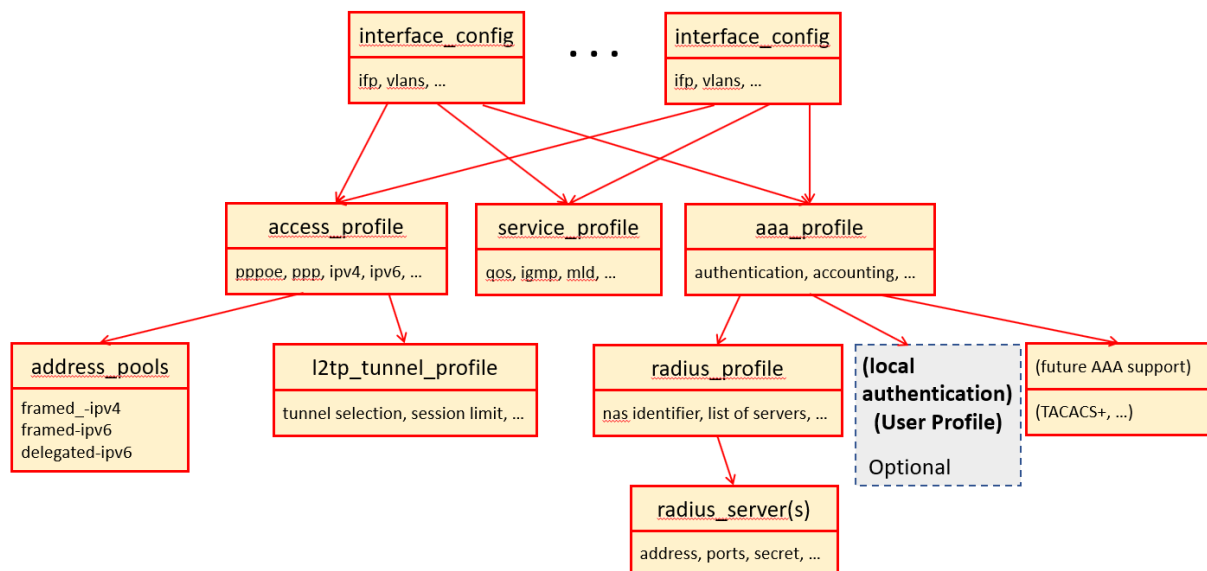 interface_config
ifp, vlans, ...
. . .
interface_config
ifp, vlans, ...
access_profile
pppoe, ppp, ipv4, ipv6, ...
service_profile
qos, igmp, mld, ...
aaa_profile
authentication, accounting, ...
address_pools
framed_-ipv4
framed-ipv6
delegated-ipv6
l2tp_tunnel_profile
tunnel selection, session limit, ...
radius_profile
nas identifier, list of servers, ...
(local
authentication)
(User Profile)
Optional
(future AAA support)
(TACACS+, ...)
radius_server(s)
address, ports, secret, ...